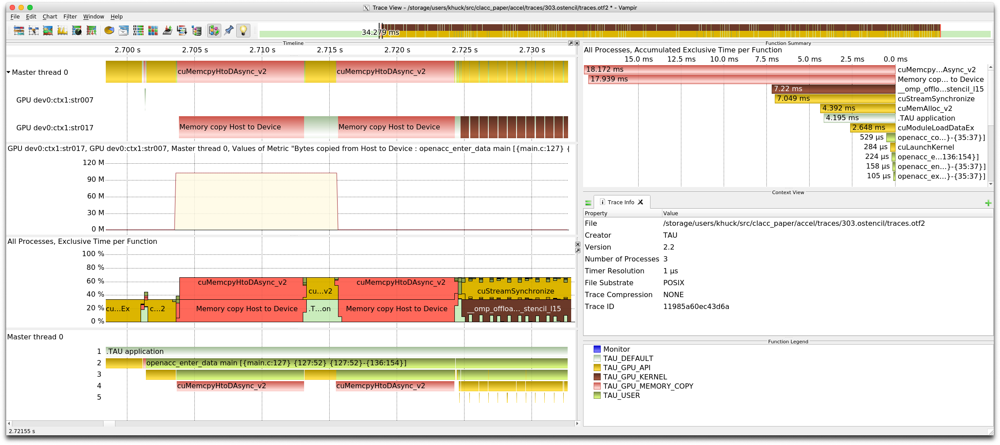 Trace View - /storage/users/khuck/src/clacc_paper/accel/traces/303.ostencil/traces.otf2 * - Vampir
File Edit Chart Filter Window Help
34.279 ms
Timeline
2.700 s 2.705 s 2.710 s 2.715 s 2.720 s 2.725 s 2.730 s
Master thread 0 cuMemcpyHtoDAsync_v2 cuMemcpyHtoDAsync_v2
GPU dev0:ctx1:str007
GPU dev0:ctx1:str017 Memory copy Host to Device Memory copy Host to Device
GPU dev0:ctx1:str017, GPU dev0:ctx1:str007, Master thread 0, Values of Metric "Bytes copied from Host to Device : openacc_enter_data main [{main.c:127} {
120 M
90 M
60 M
30 M
0 M
All Processes, Exclusive Time per Function
100 %
80 %
60 % cuMemcpyHtoDAsync_v2 cuMemcpyHtoDAsync_v2
40 % cu...v2 cuStreamSynchronize
20 % cu...Ex c...2 Memory copy Host to Device .T...on Memory copy Host to Device __omp_offloa..._stencil_l15
0 %
Master thread 0
1 .TAU application
2 openacc_enter_data main [{main.c:127} {127:52} {127:52}-{136:154}]
3
4 cuMemcpyHtoDAsync_v2 cuMemcpyHtoDAsync_v2
5
2.72155 s
Function Summary
All Processes, Accumulated Exclusive Time per Function
15.0 ms 12.5 ms 10.0 ms 7.5 ms 5.0 ms 2.5 ms 0.0 ms
18.172 ms cuMemcpy...Async_v2
17.939 ms Memory cop... to Device
7.22 ms __omp_offlo...stencil_l15
7.049 ms cuStreamSynchronize
4.392 ms cuMemAlloc_v2
4.195 ms .TAU application
2.648 ms cuModuleLoadDataEx
529 µs openacc_co...}-{35:37}]
284 µs cuLaunchKernel
224 µs openacc_e...136:154}]
158 µs openacc_en...}-{35:37}]
105 µs openacc_ex...}-{35:37}]
Context View
Trace Info
Property Value
File /storage/users/khuck/src/clacc_paper/accel/traces/303.ostencil/traces.otf2
Creator TAU
Version 2.2
Number of Processes 3
Timer Resolution 1 µs
File Substrate POSIX
Trace Compression NONE
Trace ID 11985a60ec43d6a
Function Legend
Monitor
TAU_DEFAULT
TAU_GPU_API
TAU_GPU_KERNEL
TAU_GPU_MEMORY_COPY
TAU_USER